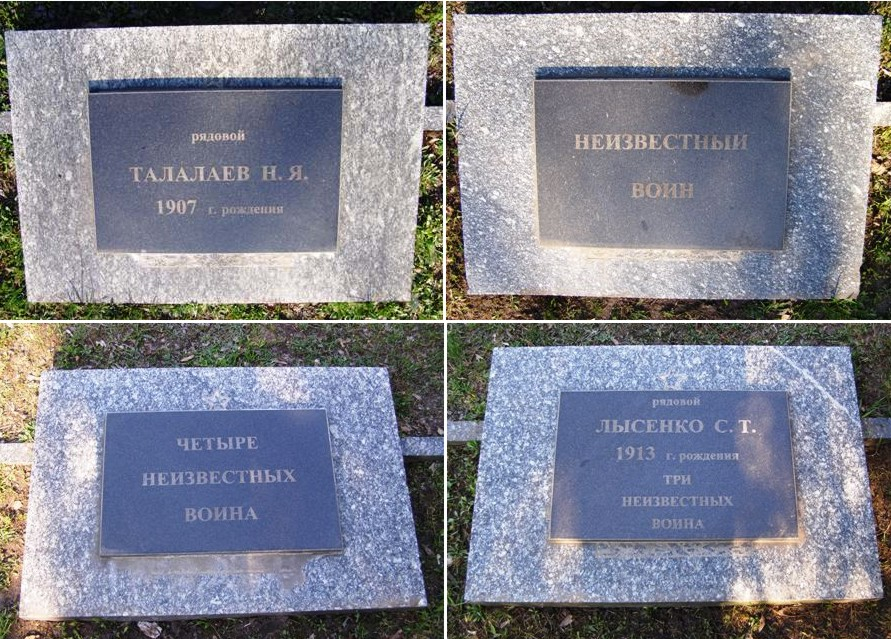 рядовой
ТАЛАЛАЕВ Н. Я.
1907 г. рождения
НЕИЗВЕСТНЫЙ
ВОИН
ЧЕТЫРЕ
НЕИЗВЕСТНЫХ
ВОИНА
рядовой
ЛЫСЕНКО С. Т.
1913 г. рождения
ТРИ
НЕИЗВЕСТНЫХ
ВОИНА